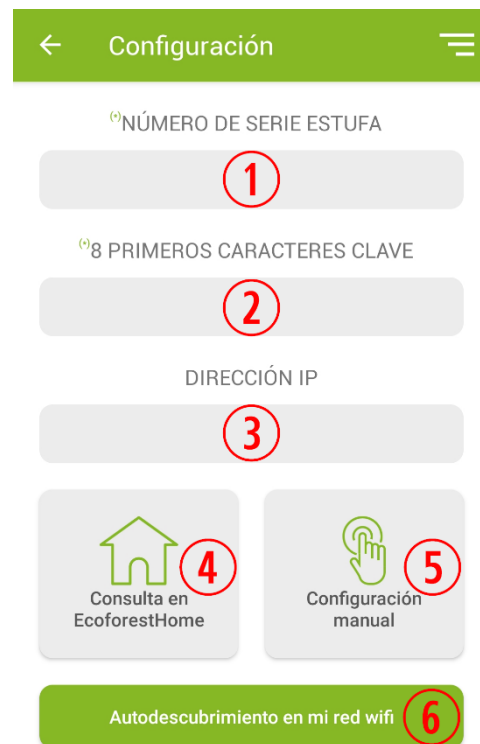 Configuración
(*)NÚMERO DE SERIE ESTUFA
1
(*)8 PRIMEROS CARACTERES CLAVE
2
DIRECCIÓN IP
3
4
Consulta en
EcoforestHome
5
Configuración
manual
Autodescubrimiento en mi red wifi 6